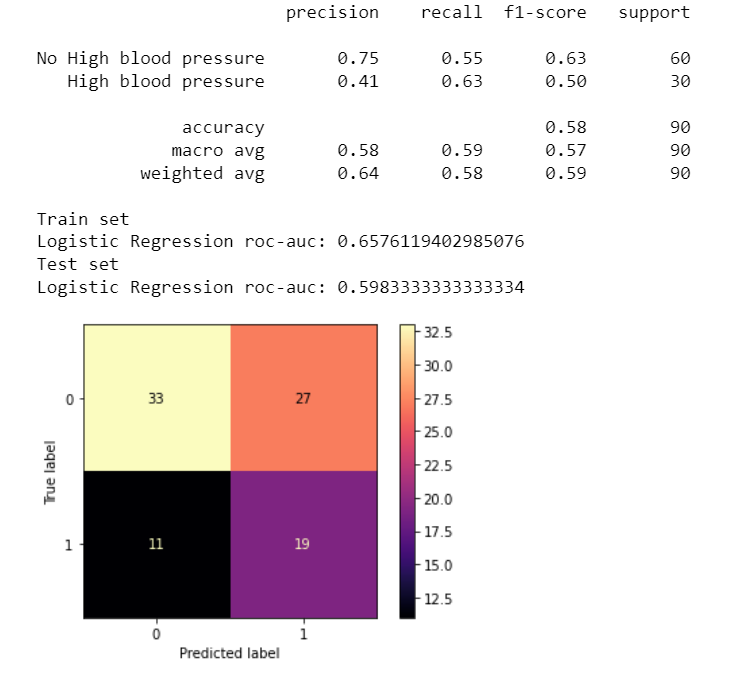 precision recall f1-score support
No High blood pressure 0.75 0.55 0.63 60
High blood pressure 0.41 0.63 0.50 30
accuracy 0.58 90
macro avg 0.58 0.59 0.57 90
weighted avg 0.64 0.58 0.59 90
Train set
Logistic Regression roc-auc: 0.6576119402985076
Test set
Logistic Regression roc-auc: 0.5983333333333334
32.5
30.0
27.5
25.0
22.5
20.0
17.5
15.0
12.5
True label
0
33 27
1
11 19
0 1
Predicted label